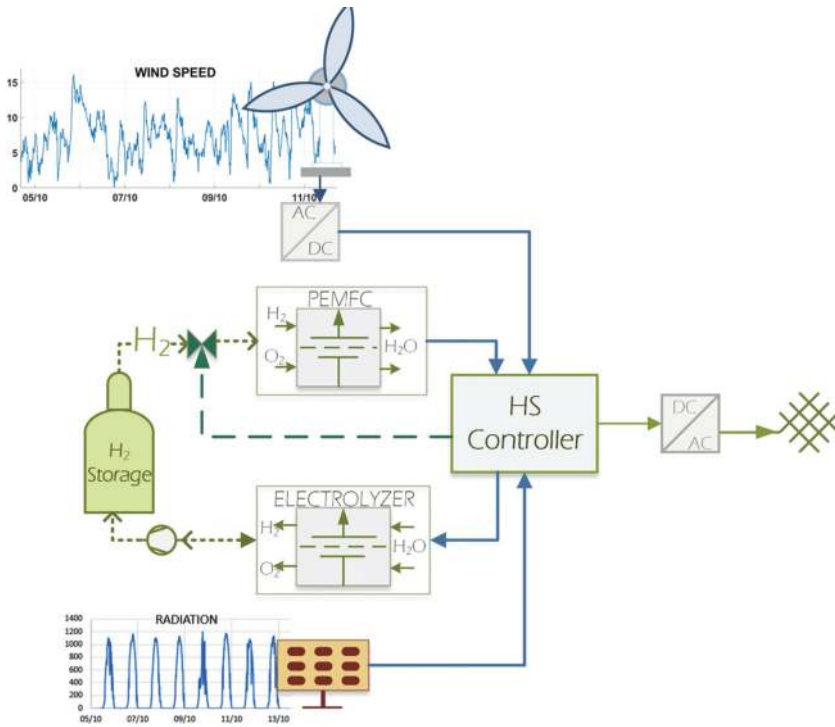 WIND SPEED
15
10
5
0
05/10 07/10 09/10 11/10
AC
DC
PEMFC
H₂
O₂
H₂O
H₂
H₂
Storage
HS
Controller
DC
AC
ELECTROLYZER
H₂
O₂
H₂O
RADIATION
1400
1200
1000
800
600
400
200
0
05/10 07/10 09/10 11/10 13/10